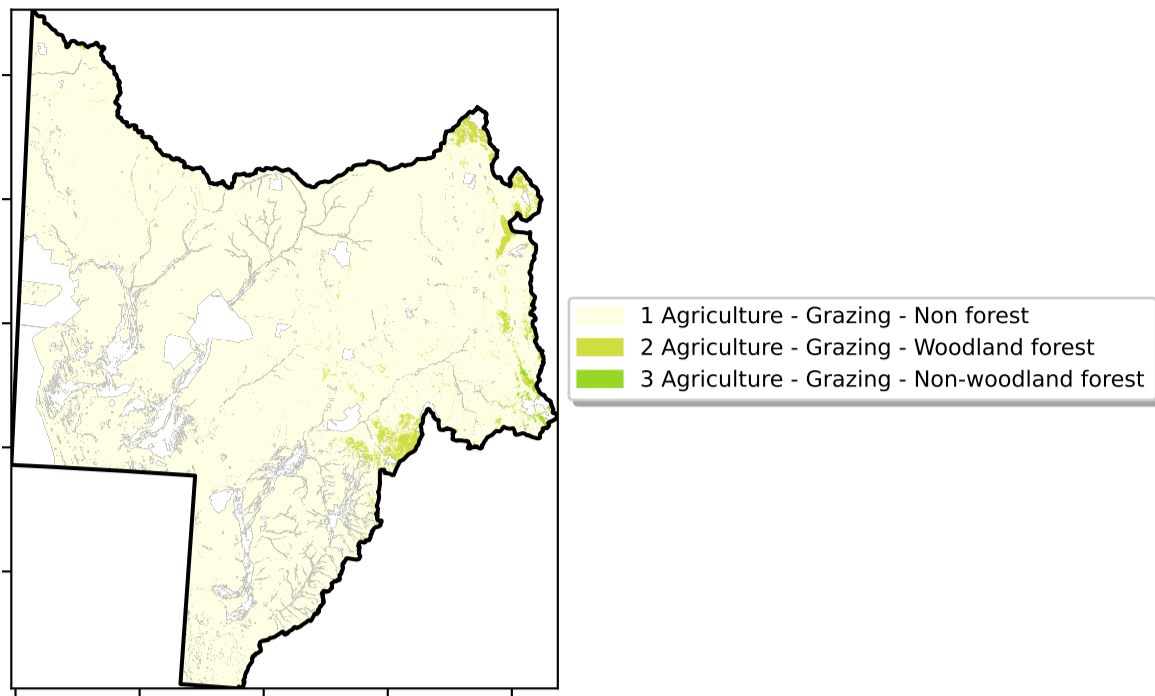 1 Agriculture - Grazing - Non forest
2 Agriculture - Grazing - Woodland forest
3 Agriculture - Grazing - Non-woodland forest